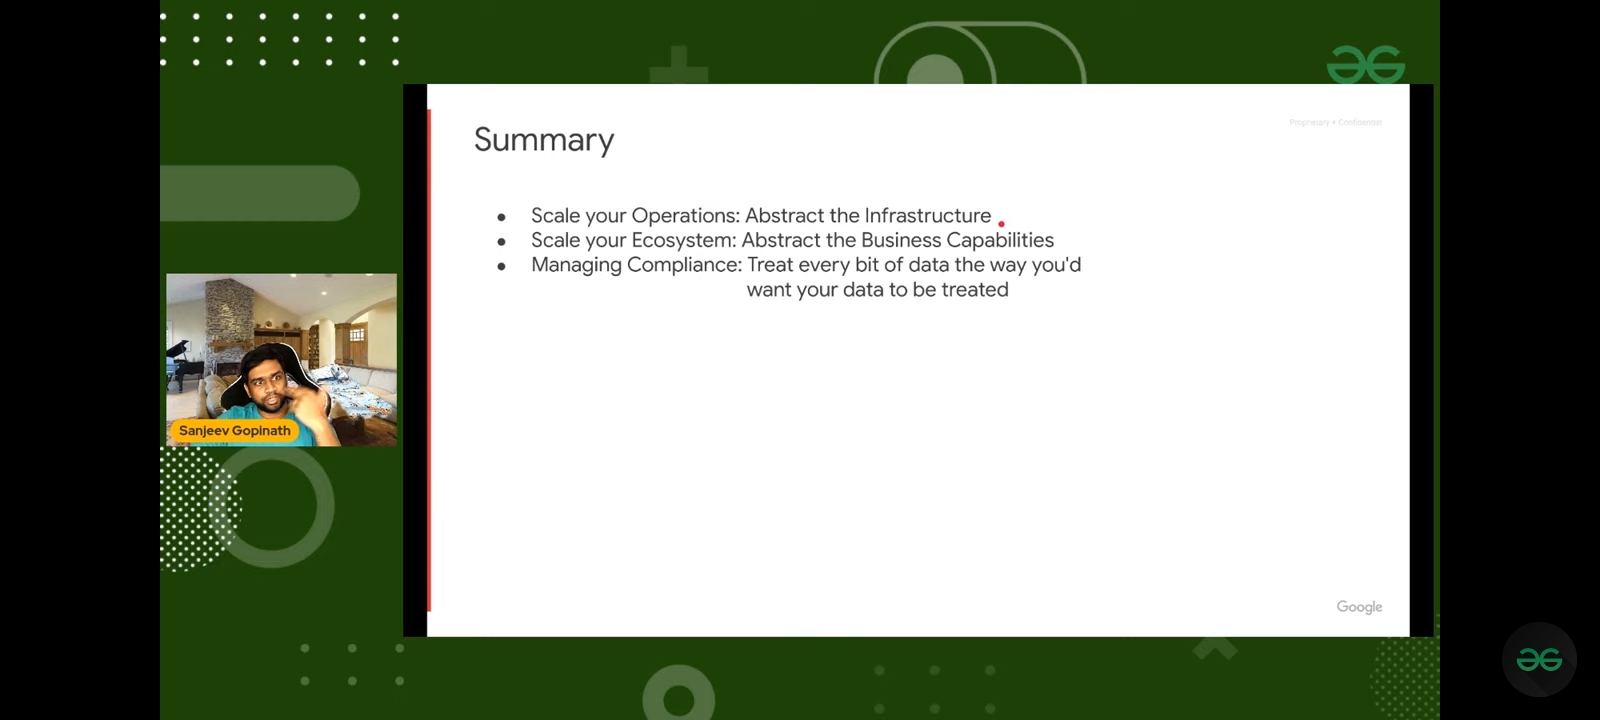 Proprietary + Confidential
Summary
● Scale your Operations: Abstract the Infrastructure
● Scale your Ecosystem: Abstract the Business Capabilities
● Managing Compliance: Treat every bit of data the way you'd
want your data to be treated
Sanjeev Gopinath
Google